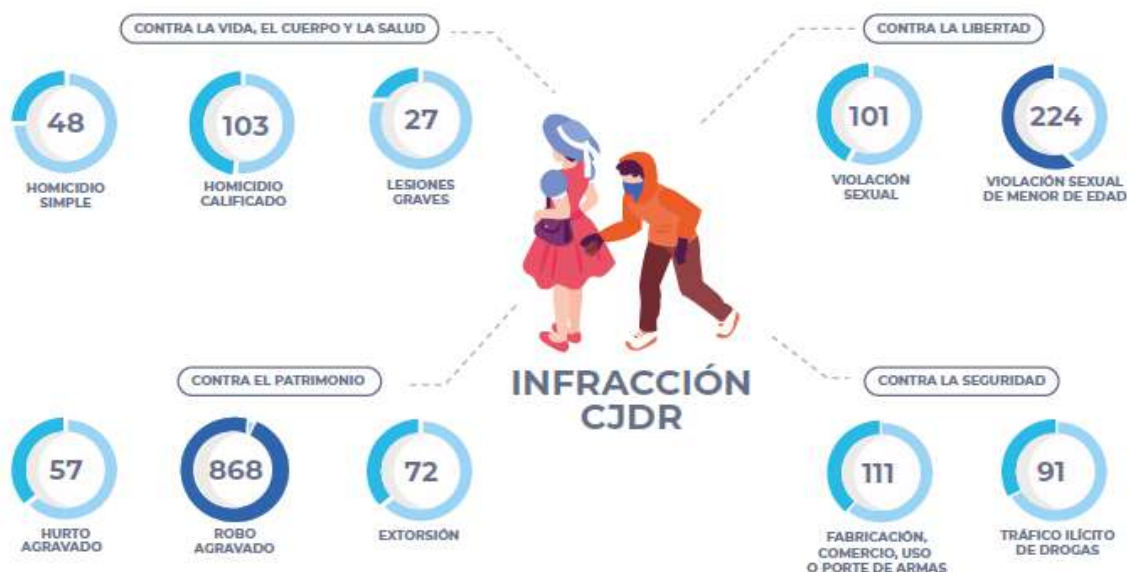 CONTRA LA VIDA, EL CUERPO Y LA SALUD
48
HOMICIDIO
SIMPLE
103
HOMICIDIO
CALIFICADO
27
LESIONES
GRAVES
CONTRA LA LIBERTAD
101
VIOLACIÓN
SEXUAL
224
VIOLACIÓN SEXUAL
DE MENOR DE EDAD
INFRACCIÓN
CJDR
CONTRA EL PATRIMONIO
57
HURTO
AGRAVADO
868
ROBO
AGRAVADO
72
EXTORSIÓN
CONTRA LA SEGURIDAD
111
FABRICACIÓN,
COMERCIO, USO
O PORTE DE ARMAS
91
TRÁFICO ILÍCITO
DE DROGAS